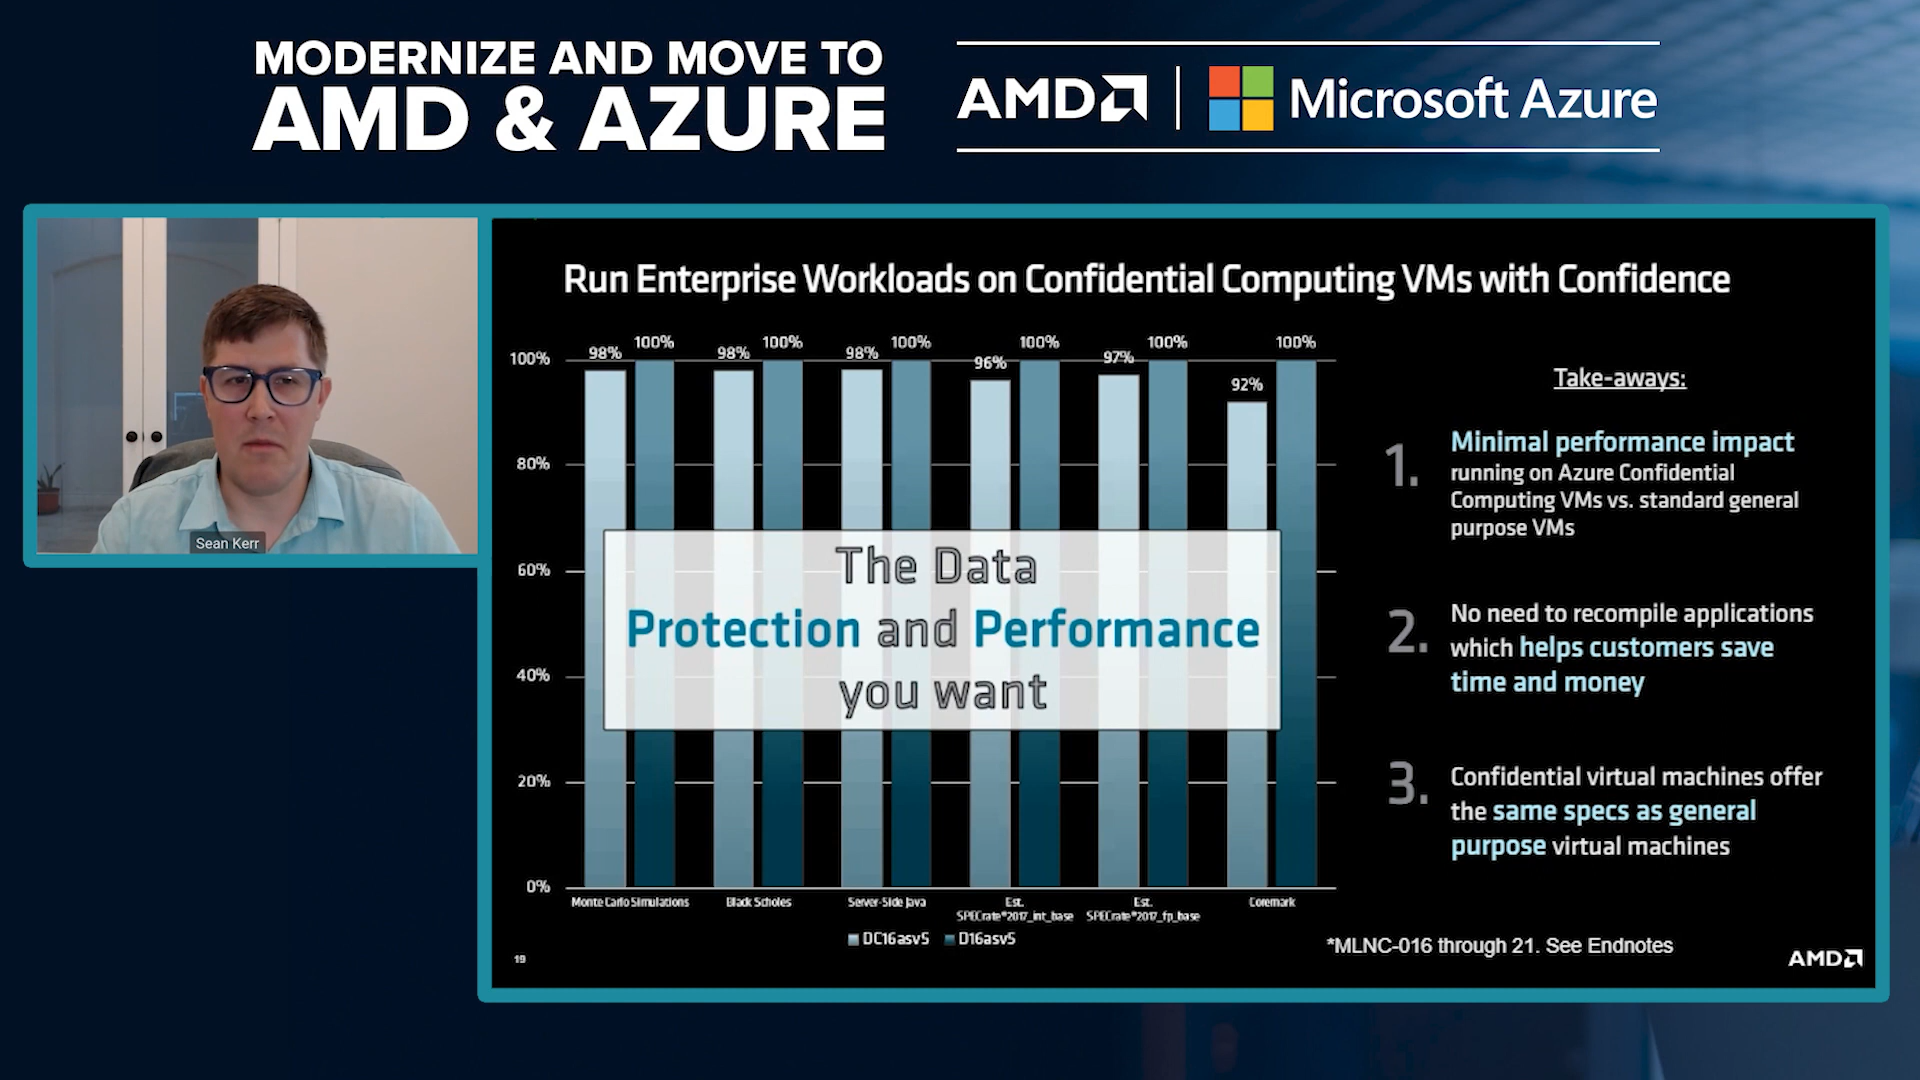 MODERNIZE AND MOVE TO
AMD & AZURE
AMD
Microsoft Azure
Sean Kerr
Run Enterprise Workloads on Confidential Computing VMs with Confidence
100%
80%
60%
40%
20%
0%
98% 100% 98% 100% 98% 100% 96% 100% 97% 100% 92% 100%
The Data
Protection and Performance
you want
Monte Carlo Simulations
Black Scholes
Server-Side Java
Est.
SPECrate®2017_int_base
Est.
SPECrate®2017_fp_base
Coremark
DC16asv5 D16asv5
Take-aways:
1. Minimal performance impact
running on Azure Confidential
Computing VMs vs. standard general
purpose VMs
2. No need to recompile applications
which helps customers save
time and money
3. Confidential virtual machines offer
the same specs as general
purpose virtual machines
*MLNC-016 through 21. See Endnotes
19
AMD